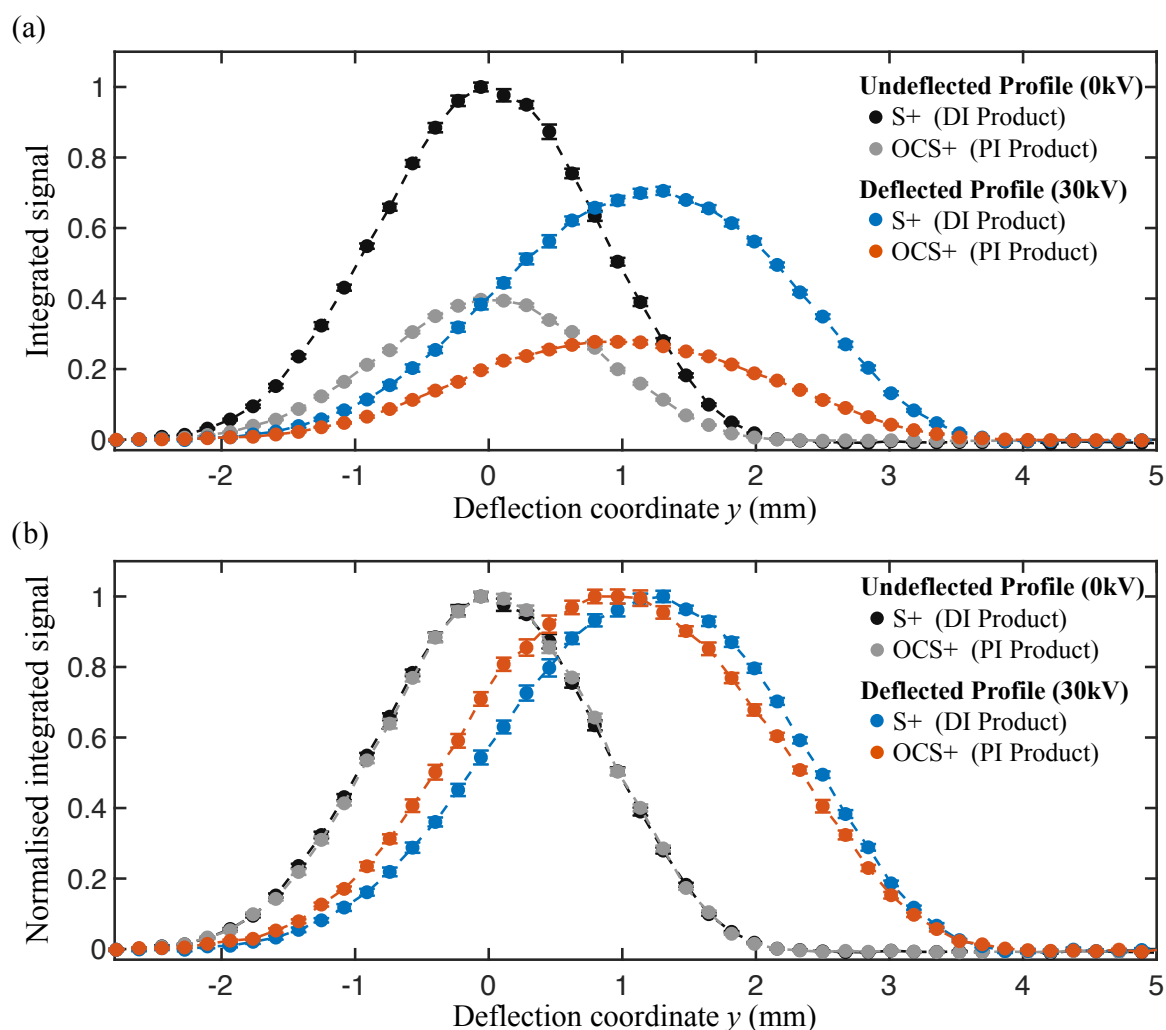 (a)
Undeflected Profile (0kV)
S+ (DI Product)
OCS+ (PI Product)
Deflected Profile (30kV)
S+ (DI Product)
OCS+ (PI Product)
Integrated signal
1
0.8
0.6
0.4
0.2
0
-2 -1 0 1 2 3 4 5
Deflection coordinate y (mm)
(b)
Undeflected Profile (0kV)
S+ (DI Product)
OCS+ (PI Product)
Deflected Profile (30kV)
S+ (DI Product)
OCS+ (PI Product)
Normalised integrated signal
1
0.8
0.6
0.4
0.2
0
-2 -1 0 1 2 3 4 5
Deflection coordinate y (mm)